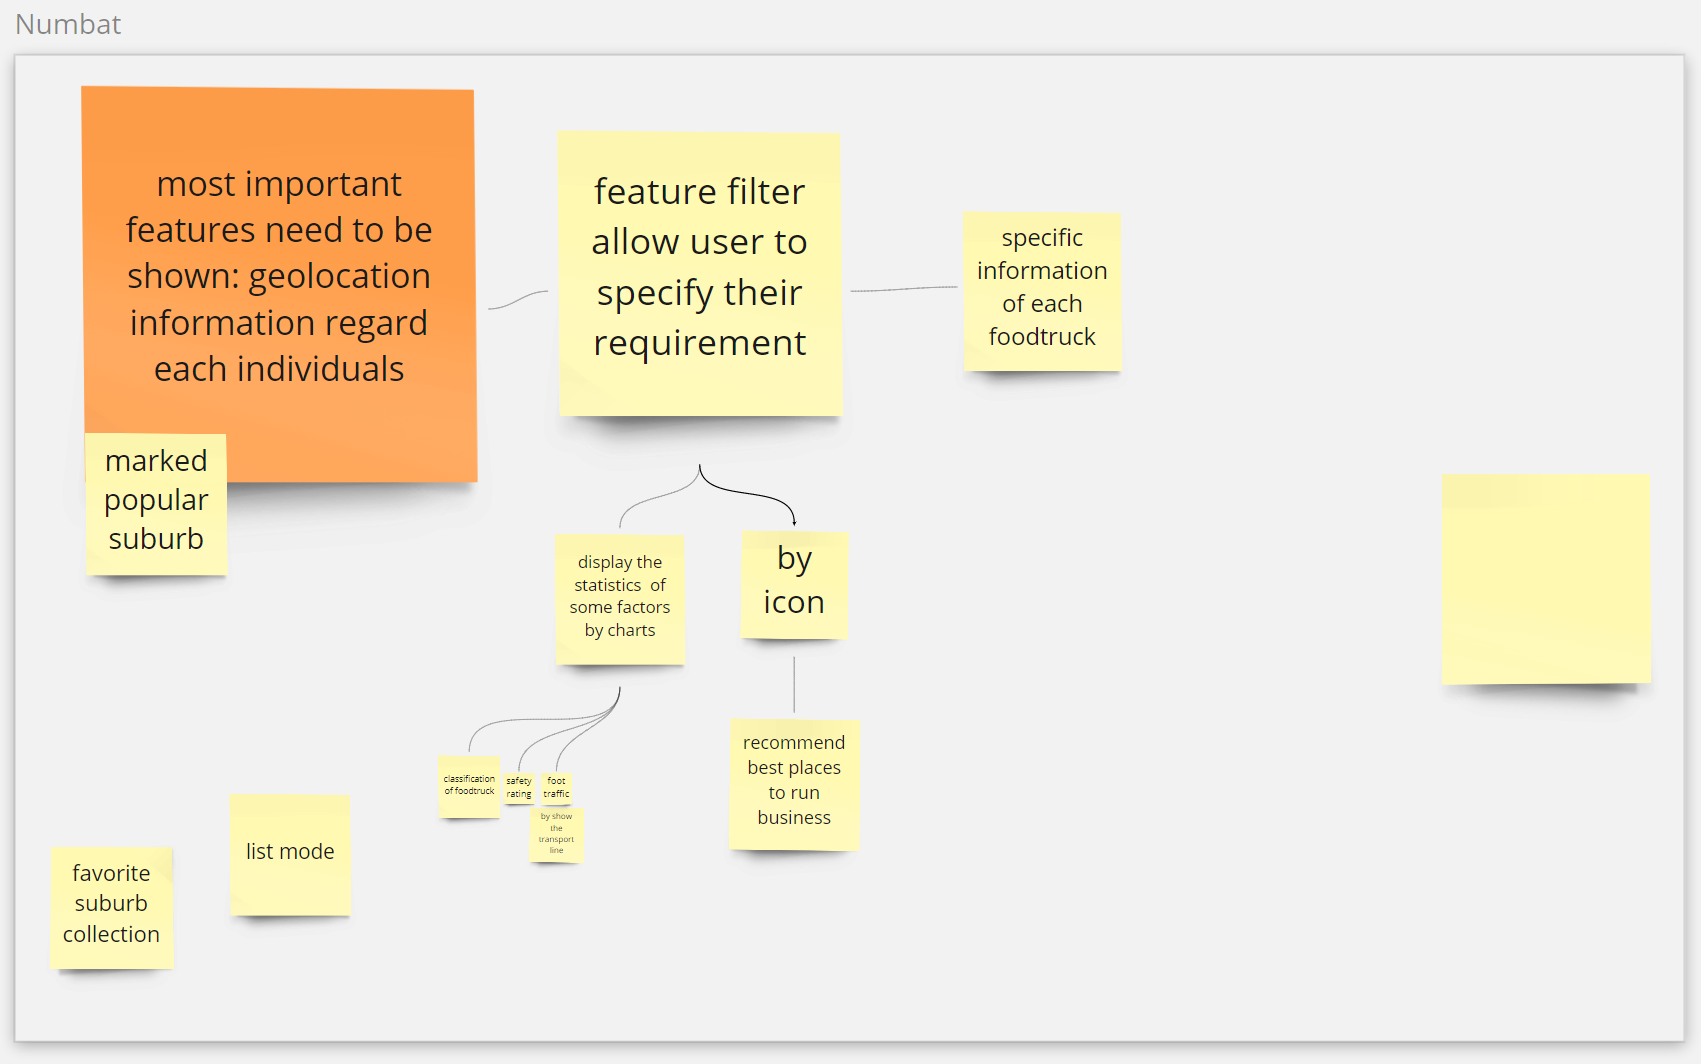 Numbat
most important
features need to be
shown: geolocation
information regard
each individuals
marked
popular
suburb
feature filter
allow user to
specify their
requirement
specific
information
of each
foodtruck
display the
statistics of
some factors
by charts
by
icon
classification
of foodtruck
safety
rating
foot
traffic
by show
the
transport
line
recommend
best places
to run
business
list mode
favorite
suburb
collection